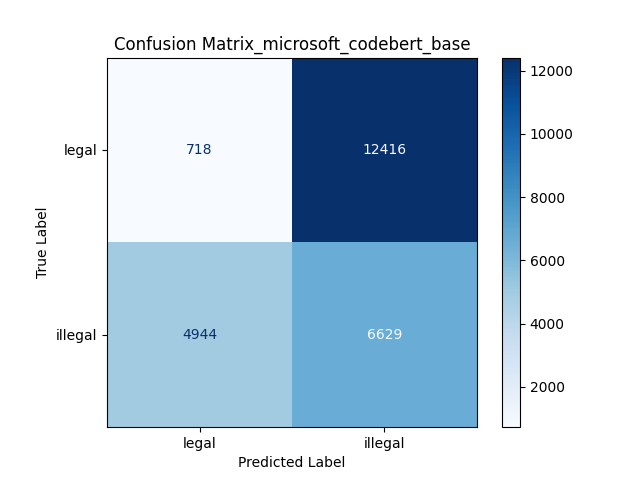 Confusion Matrix_microsoft_codebert_base
True Label
legal
718
12416
illegal
4944
6629
legal
illegal
Predicted Label
12000
10000
8000
6000
4000
2000